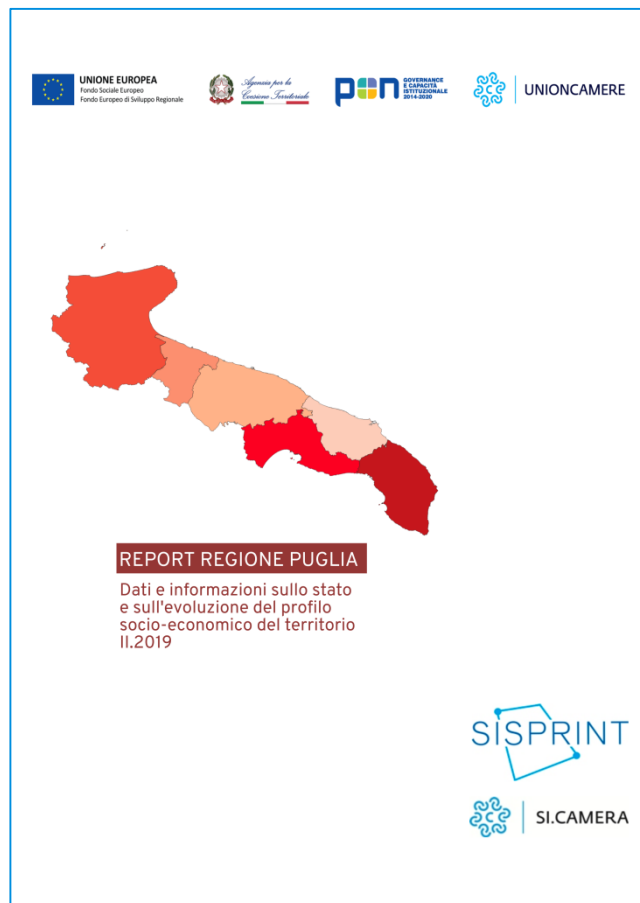 UNIONE EUROPEA
Fondo Sociale Europeo
Fondo Europeo di Sviluppo Regionale
Agenzia per la
Coesione Territoriale
pon
GOVERNANCE
E CAPACITÀ
ISTITUZIONALE
2014-2020
UNIONCAMERE
REPORT REGIONE PUGLIA
Dati e informazioni sullo stato
e sull'evoluzione del profilo
socio-economico del territorio
II.2019
SISPRINT
SI.CAMERA